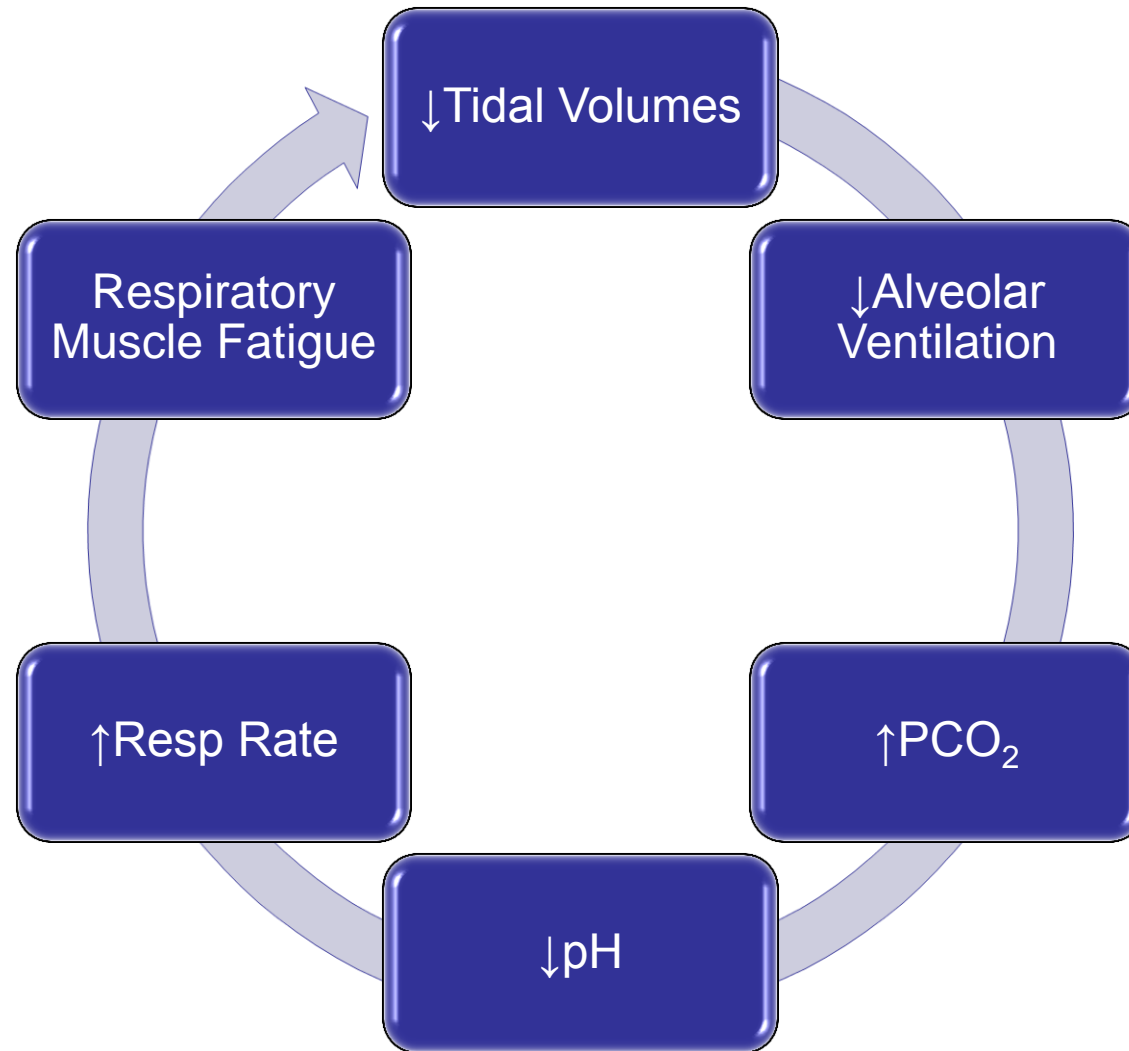 ↓Tidal Volumes
↓Alveolar
Ventilation
↑PCO₂
↓pH
↑Resp Rate
Respiratory
Muscle Fatigue